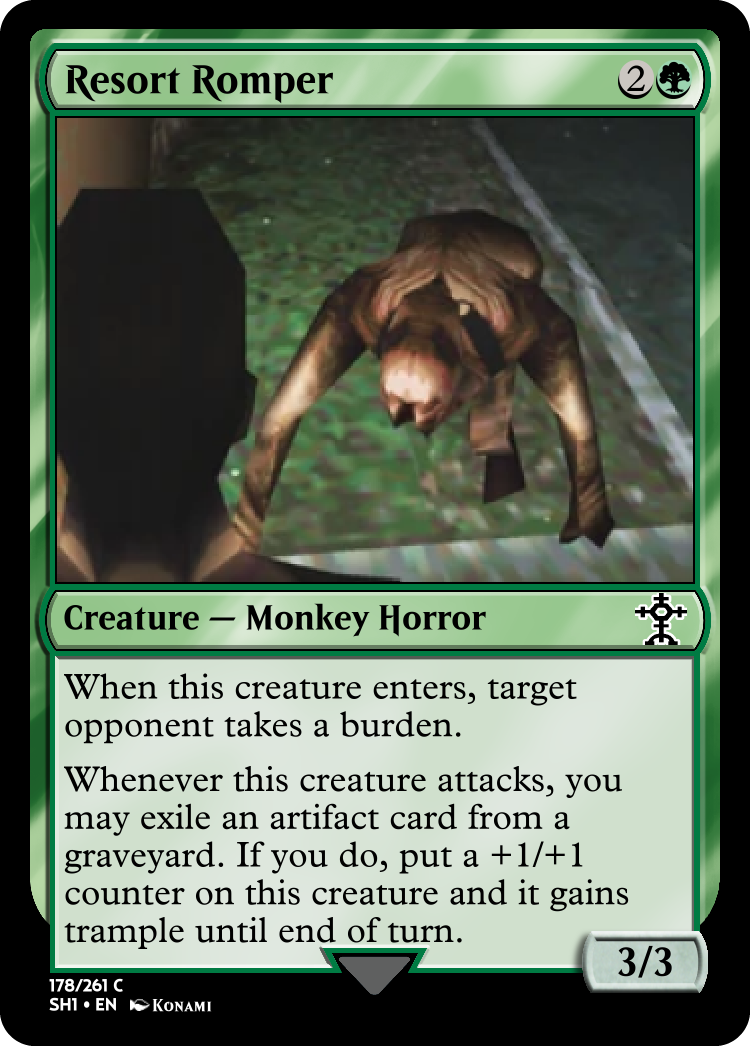 Resort Romper 2
Creature — Monkey Horror
When this creature enters, target
opponent takes a burden.
Whenever this creature attacks, you
may exile an artifact card from a
graveyard. If you do, put a +1/+1
counter on this creature and it gains
trample until end of turn.
3/3
178/261 C
SH1 • EN KONAMI